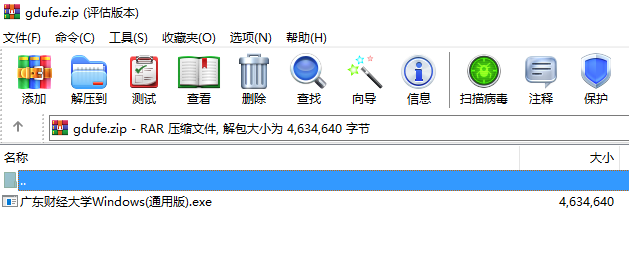 gdufe.zip (评估版本)
文件(F) 命令(C) 工具(S) 收藏夹(O) 选项(N) 帮助(H)
添加 解压到 测试 查看 删除 查找 向导 信息 扫描病毒 注释 保护
gdufe.zip - RAR 压缩文件, 解包大小为 4,634,640 字节
名称 大小
..
广东财经大学Windows(通用版).exe 4,634,640